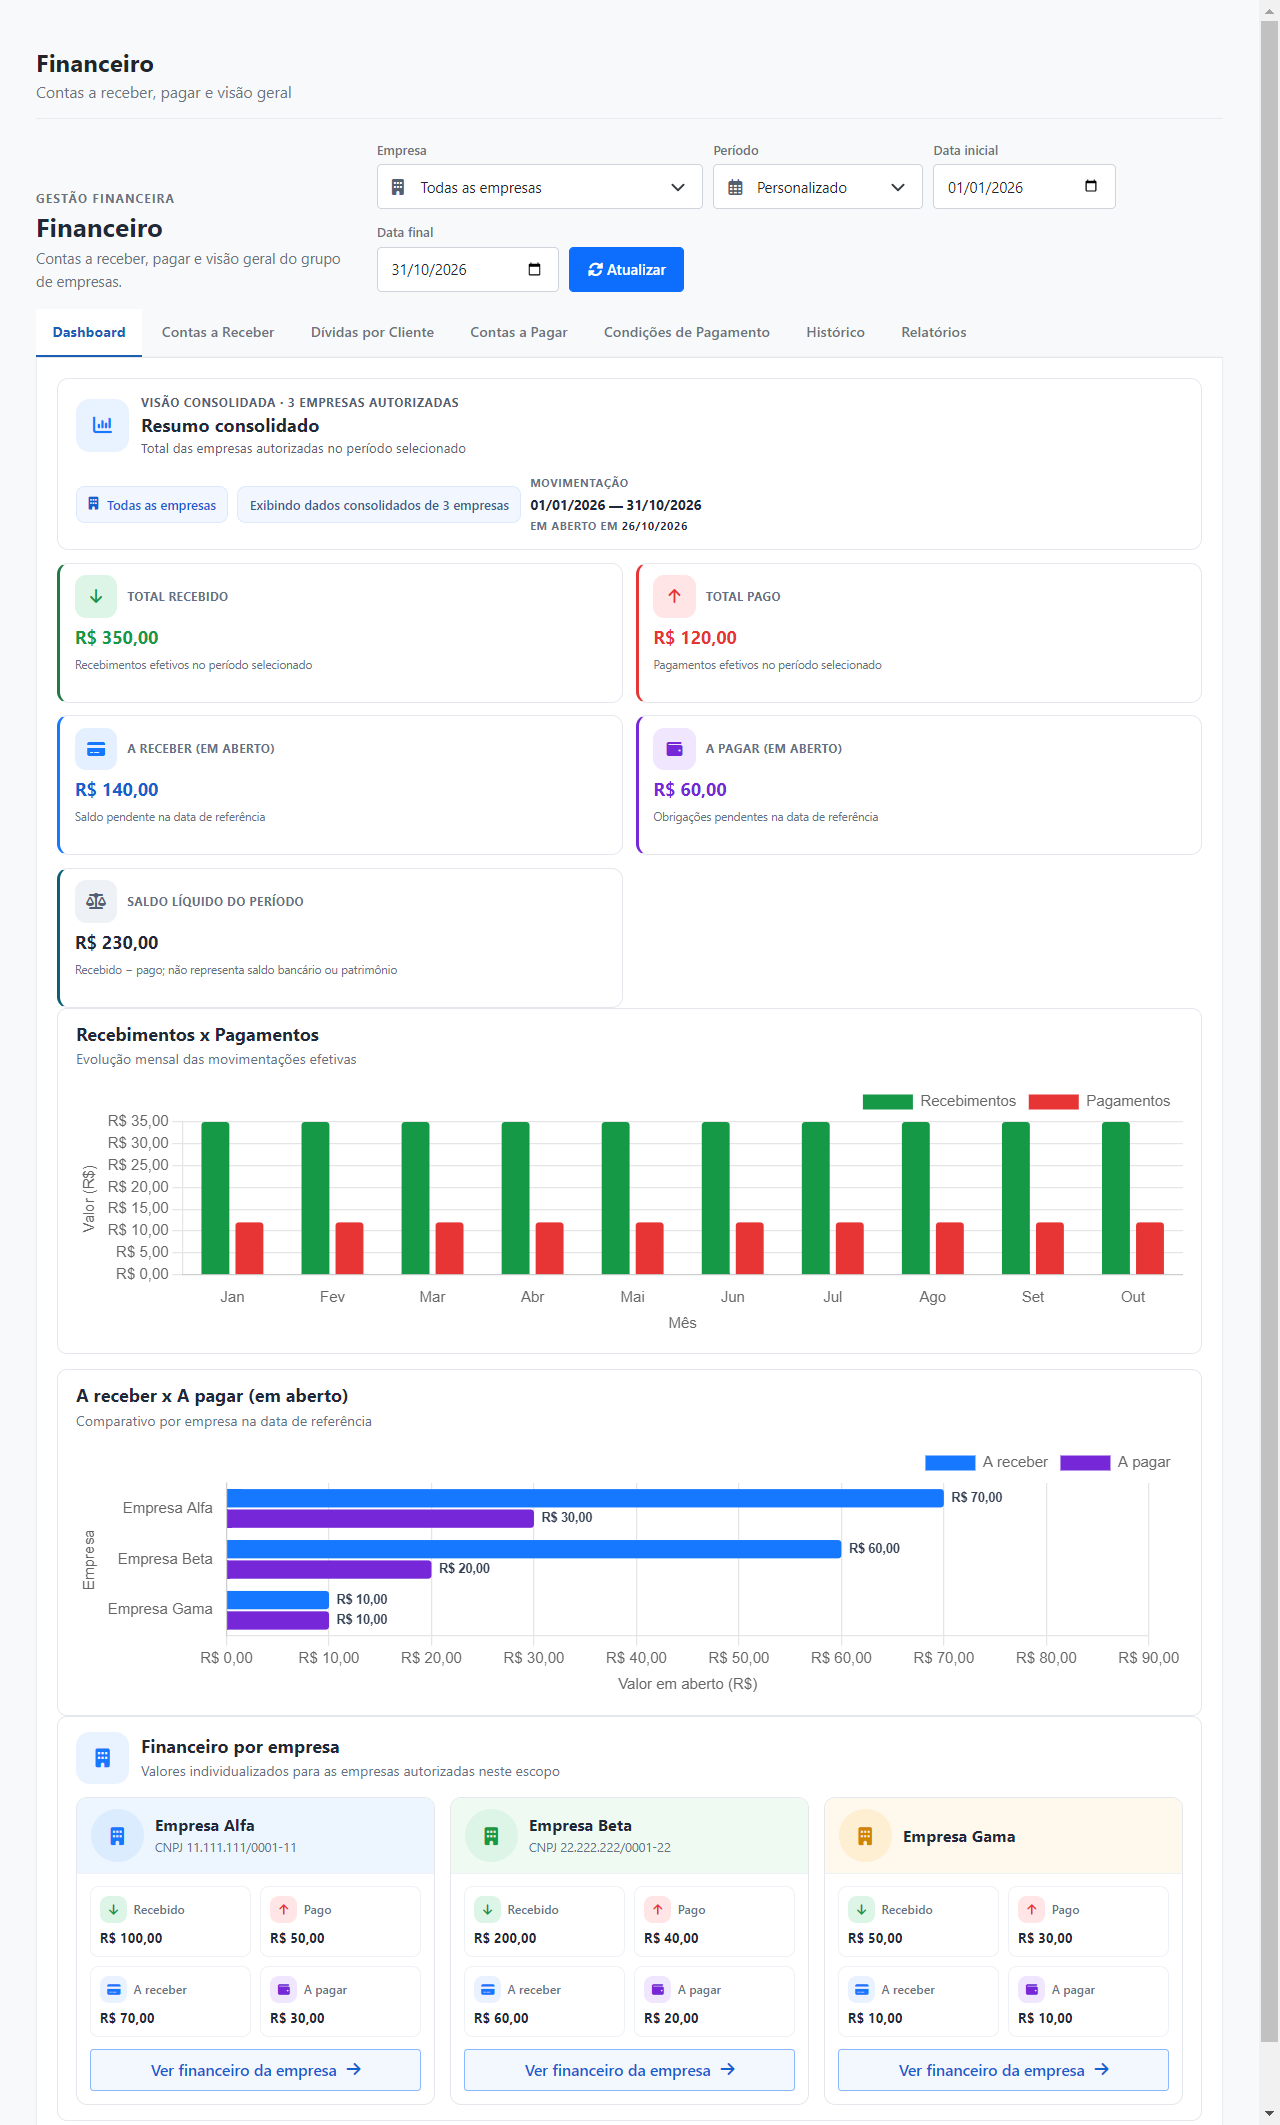 Financeiro
Contas a receber, pagar e visão geral
GESTÃO FINANCEIRA
Financeiro
Contas a receber, pagar e visão geral do grupo
de empresas.
Empresa
Todas as empresas
Período
Personalizado
Data inicial
01/01/2026
Data final
31/10/2026
Atualizar
Dashboard
Contas a Receber
Dívidas por Cliente
Contas a Pagar
Condições de Pagamento
Histórico
Relatórios
VISÃO CONSOLIDADA · 3 EMPRESAS AUTORIZADAS
Resumo consolidado
Total das empresas autorizadas no período selecionado
Todas as empresas
Exibindo dados consolidados de 3 empresas
MOVIMENTAÇÃO
01/01/2026 — 31/10/2026
EM ABERTO EM 26/10/2026
TOTAL RECEBIDO
R$ 350,00
Recebimentos efetivos no período selecionado
TOTAL PAGO
R$ 120,00
Pagamentos efetivos no período selecionado
A RECEBER (EM ABERTO)
R$ 140,00
Saldo pendente na data de referência
A PAGAR (EM ABERTO)
R$ 60,00
Obrigações pendentes na data de referência
SALDO LÍQUIDO DO PERÍODO
R$ 230,00
Recebido − pago; não representa saldo bancário ou patrimônio
Recebimentos x Pagamentos
Evolução mensal das movimentações efetivas
Recebimentos
Pagamentos
Valor (R$)
R$ 35,00
R$ 30,00
R$ 25,00
R$ 20,00
R$ 15,00
R$ 10,00
R$ 5,00
R$ 0,00
Jan
Fev
Mar
Abr
Mai
Jun
Jul
Ago
Set
Out
Mês
A receber x A pagar (em aberto)
Comparativo por empresa na data de referência
A receber
A pagar
Empresa
Empresa Alfa
R$ 70,00
R$ 30,00
Empresa Beta
R$ 60,00
R$ 20,00
Empresa Gama
R$ 10,00
R$ 10,00
R$ 0,00
R$ 10,00
R$ 20,00
R$ 30,00
R$ 40,00
R$ 50,00
R$ 60,00
R$ 70,00
R$ 80,00
R$ 90,00
Valor em aberto (R$)
Financeiro por empresa
Valores individualizados para as empresas autorizadas neste escopo
Empresa Alfa
CNPJ 11.111.111/0001-11
Recebido
R$ 100,00
Pago
R$ 50,00
A receber
R$ 70,00
A pagar
R$ 30,00
Ver financeiro da empresa
Empresa Beta
CNPJ 22.222.222/0001-22
Recebido
R$ 200,00
Pago
R$ 40,00
A receber
R$ 60,00
A pagar
R$ 20,00
Ver financeiro da empresa
Empresa Gama
Recebido
R$ 50,00
Pago
R$ 30,00
A receber
R$ 10,00
A pagar
R$ 10,00
Ver financeiro da empresa